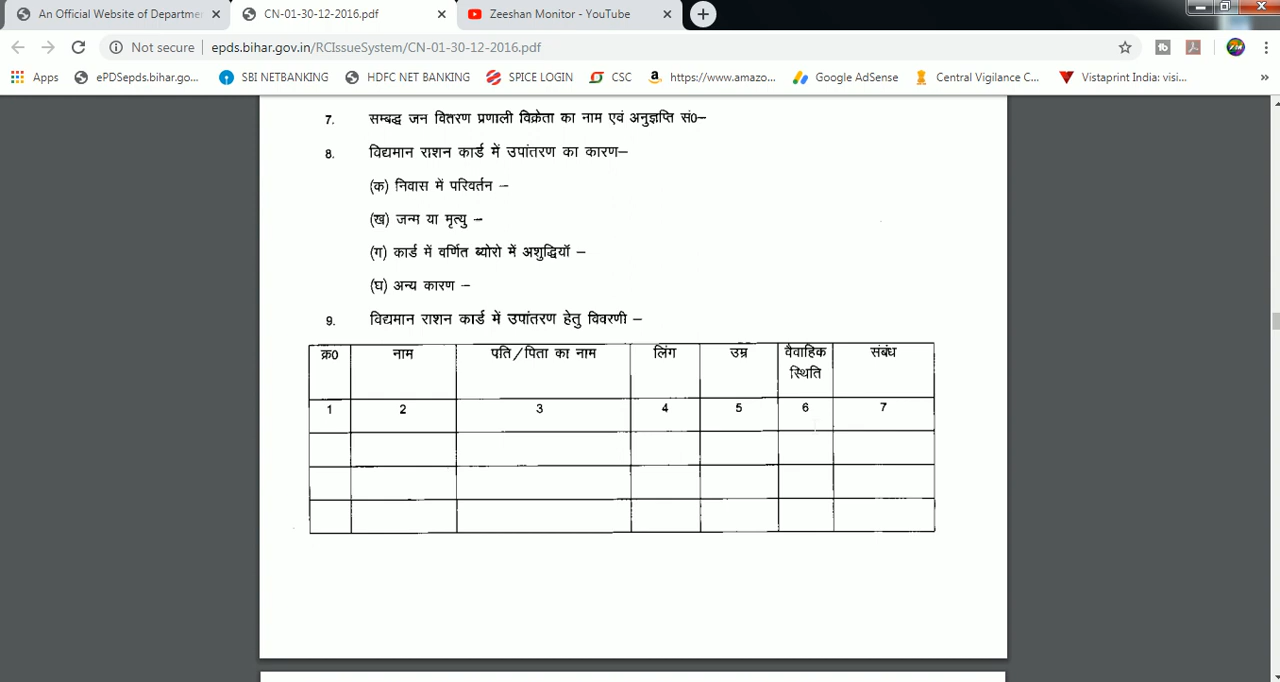 An Official Website of Departme
CN-01-30-12-2016.pdf
Zeeshan Monitor - YouTube
Not secure | epds.bihar.gov.in/RCIssueSystem/CN-01-30-12-2016.pdf
Apps ePDSepds.bihar.go... SBI NETBANKING HDFC NET BANKING SPICE LOGIN CSC https://www.amazo... Google AdSense Central Vigilance C... Vistaprint India: visi... »
7. सम्बद्ध जन वितरण प्रणाली विक्रेता का नाम एवं अनुज्ञप्ति सं0–
8. विद्यमान राशन कार्ड में उपांतरण का कारण–
(क) निवास में परिवर्तन –
(ख) जन्म या मृत्यु –
(ग) कार्ड में वर्णित ब्योरो में अशुद्धियॉ –
(घ) अन्य कारण –
9. विद्यमान राशन कार्ड में उपांतरण हेतु विवरणी –
क्र0 नाम पति/पिता का नाम लिंग उम्र वैवाहिक स्थिति संबंध
1 2 3 4 5 6 7